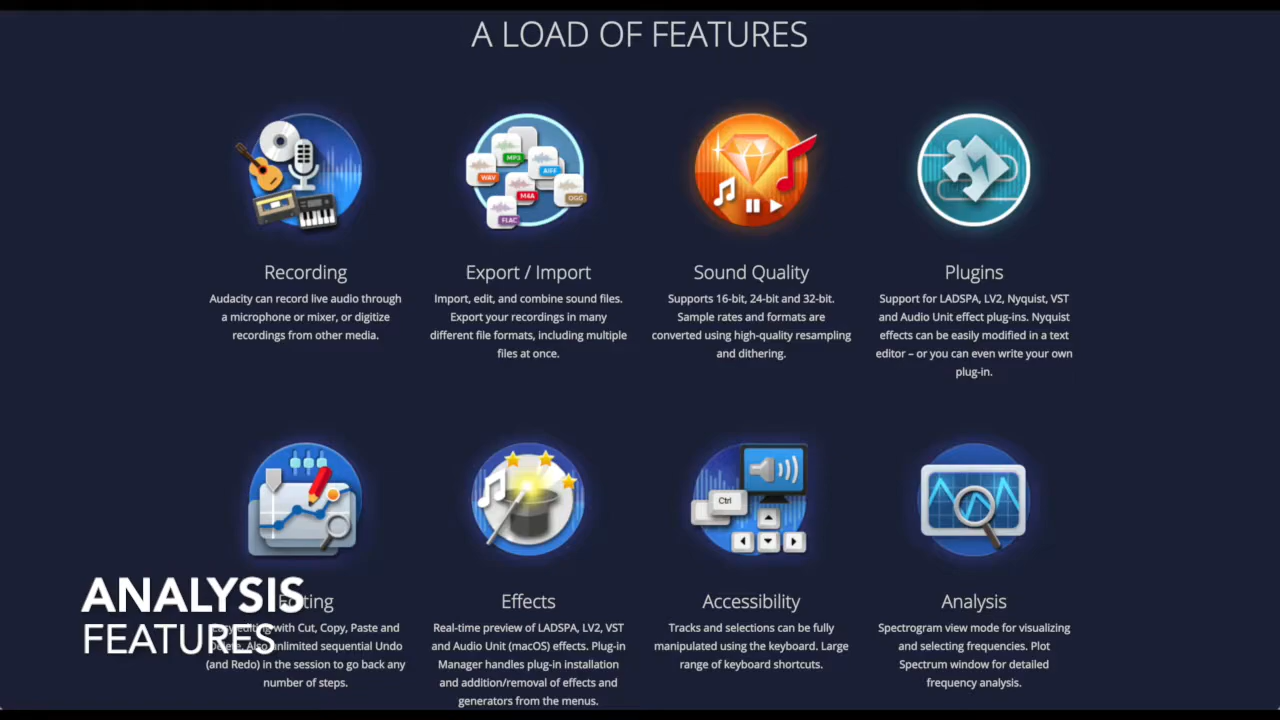 A LOAD OF FEATURES
MP3
WAV
AIFF
M4A
OGG
FLAC
Recording
Audacity can record live audio through
a microphone or mixer, or digitize
recordings from other media.
Export / Import
Import, edit, and combine sound files.
Export your recordings in many
different file formats, including multiple
files at once.
Sound Quality
Supports 16-bit, 24-bit and 32-bit.
Sample rates and formats are
converted using high-quality resampling
and dithering.
Plugins
Support for LADSPA, LV2, Nyquist, VST
and Audio Unit effect plug-ins. Nyquist
effects can be easily modified in a text
editor – or you can even write your own
plug-in.
Ctrl
Editing
Easy editing with Cut, Copy, Paste and
Delete. Also unlimited sequential Undo
(and Redo) in the session to go back any
number of steps.
Effects
Real-time preview of LADSPA, LV2, VST
and Audio Unit (macOS) effects. Plug-in
Manager handles plug-in installation
and addition/removal of effects and
generators from the menus.
Accessibility
Tracks and selections can be fully
manipulated using the keyboard. Large
range of keyboard shortcuts.
Analysis
Spectrogram view mode for visualizing
and selecting frequencies. Plot
Spectrum window for detailed
frequency analysis.
ANALYSIS
FEATURES